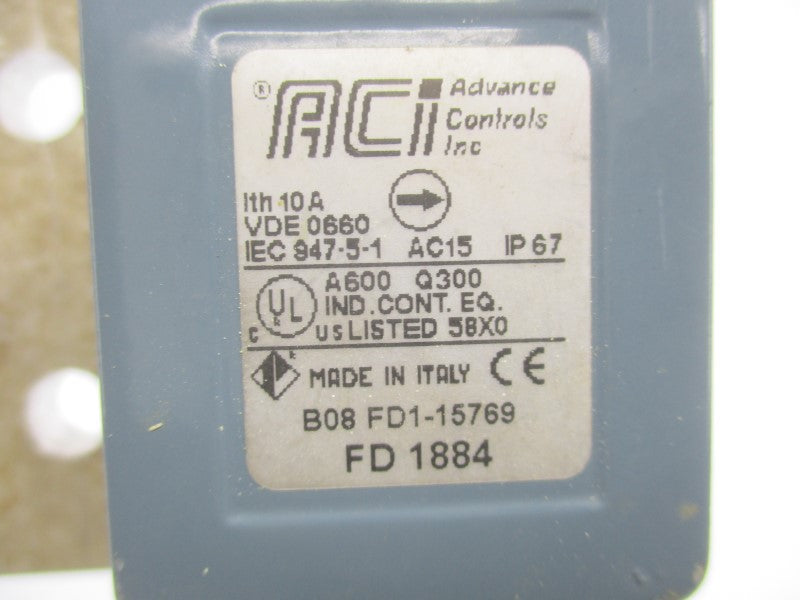 ® ACi Advance
Controls
Inc
Ith 10 A
VDE 0660
IEC 947-5-1 AC15 IP 67
A600 Q300
IND. CONT. EQ.
c UL us LISTED 58X0
MADE IN ITALY CE
B08 FD1-15769
FD 1884